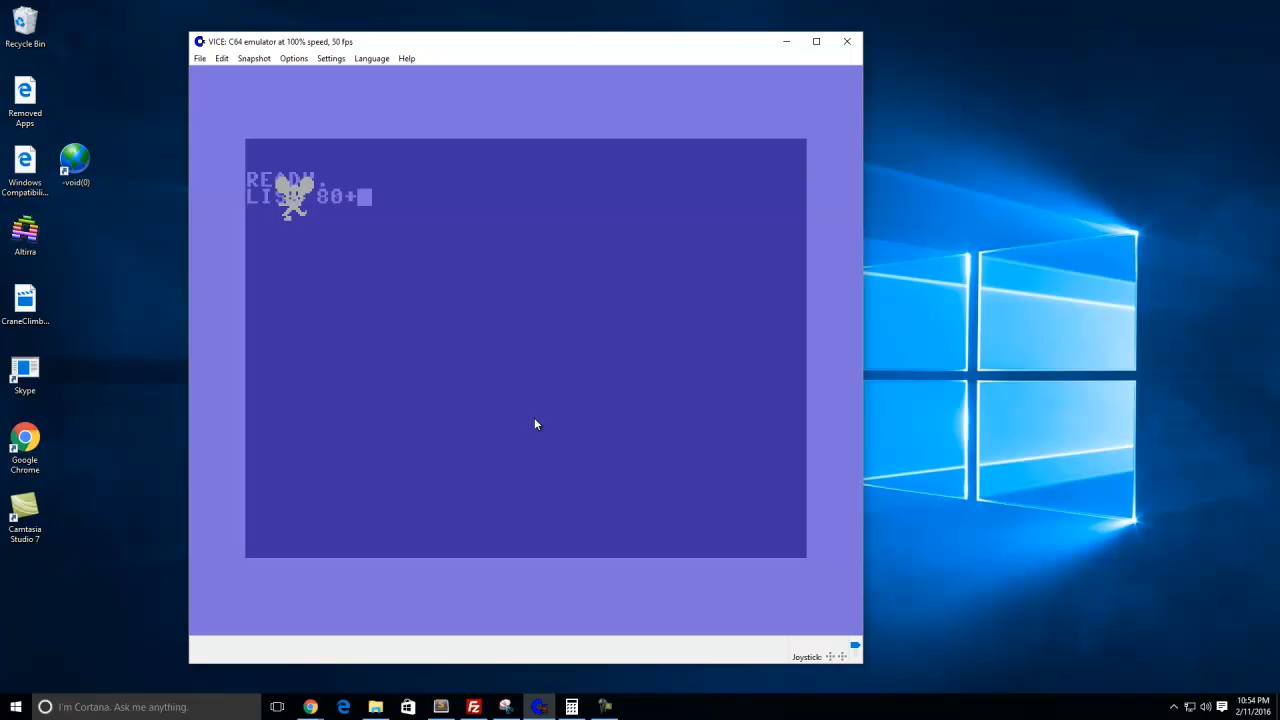 Recycle Bin
Removed
Apps
Windows
Compatibili...
-void(0)
Altirra
CraneClimb...
Skype
Google
Chrome
Camtasia
Studio 7
VICE: C64 emulator at 100% speed, 50 fps
File Edit Snapshot Options Settings Language Help
READY.
LIST 80+
Joystick:
I'm Cortana. Ask me anything.
10:54 PM
2/11/2016